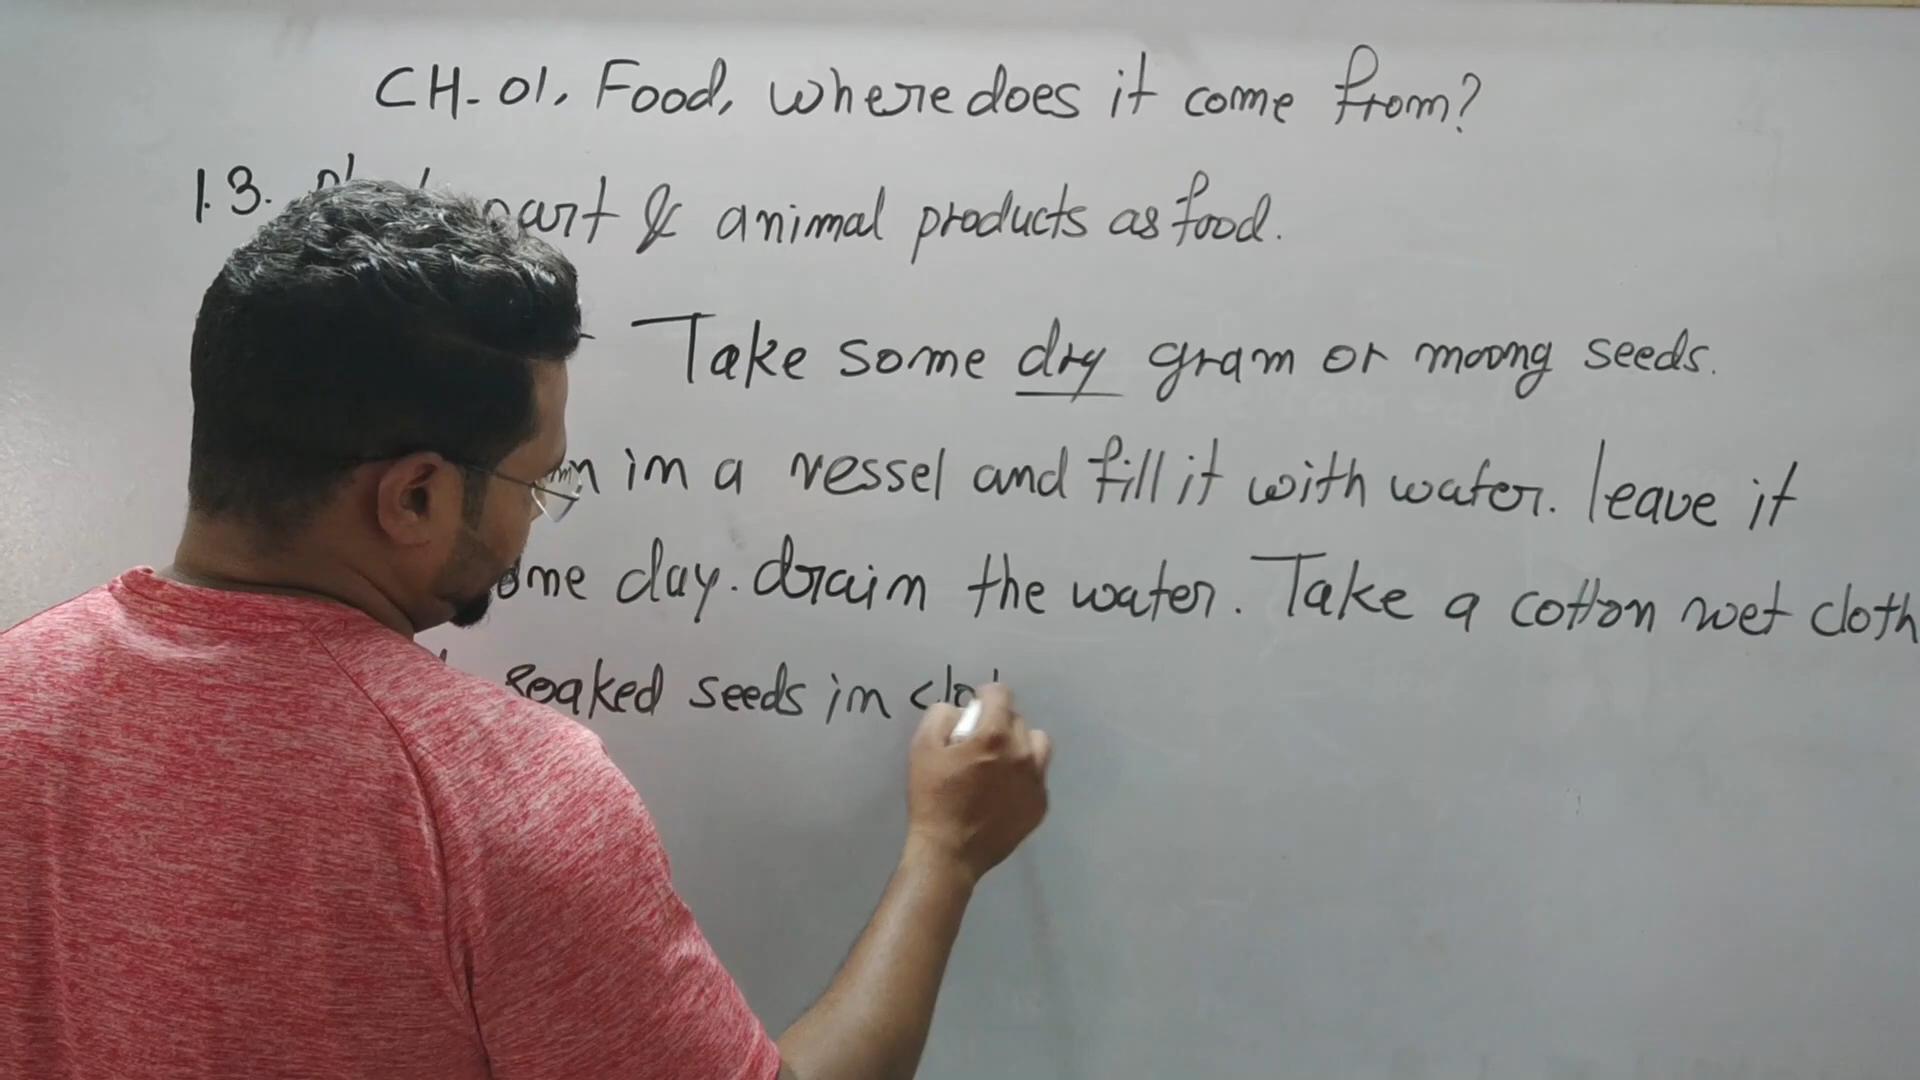 CH-01. Food, where does it come from?
1.3. part & animal products as food.
Take some dry gram or moong seeds.
in a vessel and fill it with water. leave it
day. drain the water. Take a cotton wet cloth
soaked seeds in